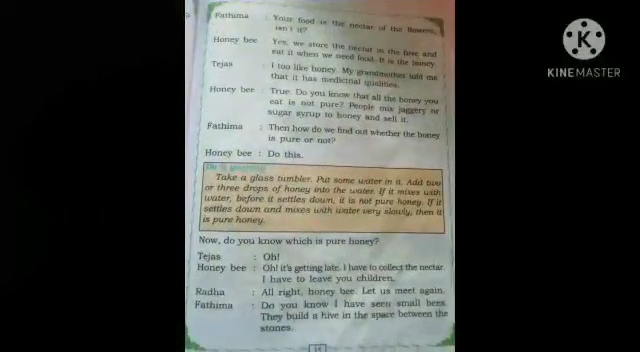 Fathima : Your food is the nectar of the flowers,
isn't it?
Honey bee : Yes, we store the nectar in the hive and
eat it when we need food. It is the honey.
Tejas : I too like honey. My grandmother told me
that it has medicinal qualities.
Honey bee : True. Do you know that all the honey you
eat is not pure? People mix jaggery or
sugar syrup to honey and sell it.
Fathima : Then how do we find out whether the honey
is pure or not?
Honey bee : Do this.
Do it yourself
Take a glass tumbler. Put some water in it. Add two
or three drops of honey into the water. If it mixes with
water, before it settles down, it is not pure honey. If it
settles down and mixes with water very slowly, then it
is pure honey.
Now, do you know which is pure honey?
Tejas : Oh!
Honey bee : Oh! it's getting late. I have to collect the nectar.
I have to leave you children.
Radha : All right, honey bee. Let us meet again.
Fathima : Do you know I have seen small bees.
They build a hive in the space between the
stones.
K
KINEMASTER